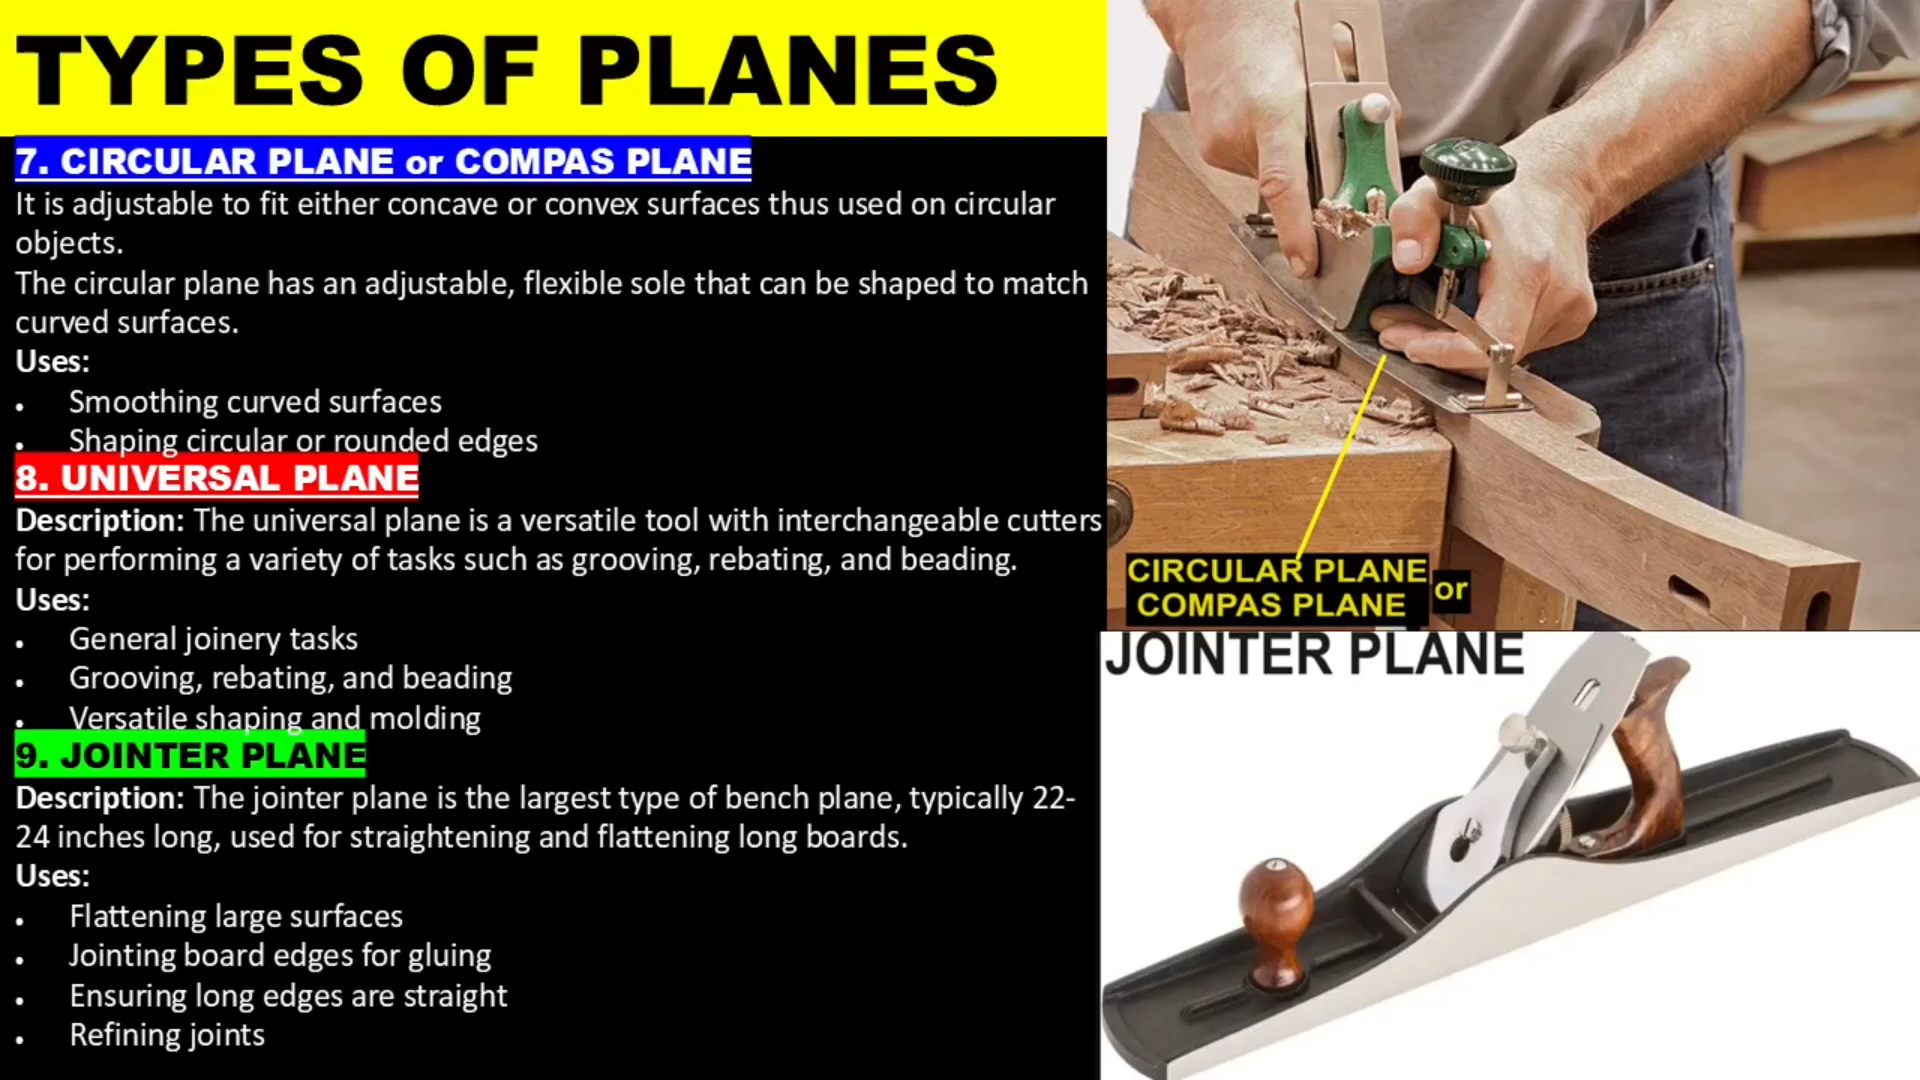 TYPES OF PLANES
7. CIRCULAR PLANE or COMPAS PLANE
It is adjustable to fit either concave or convex surfaces thus used on circular
objects.
The circular plane has an adjustable, flexible sole that can be shaped to match
curved surfaces.
Uses:
• Smoothing curved surfaces
• Shaping circular or rounded edges
8. UNIVERSAL PLANE
Description: The universal plane is a versatile tool with interchangeable cutters
for performing a variety of tasks such as grooving, rebating, and beading.
Uses:
• General joinery tasks
• Grooving, rebating, and beading
• Versatile shaping and molding
9. JOINTER PLANE
Description: The jointer plane is the largest type of bench plane, typically 22-
24 inches long, used for straightening and flattening long boards.
Uses:
• Flattening large surfaces
• Jointing board edges for gluing
• Ensuring long edges are straight
• Refining joints
CIRCULAR PLANE or
COMPAS PLANE
JOINTER PLANE